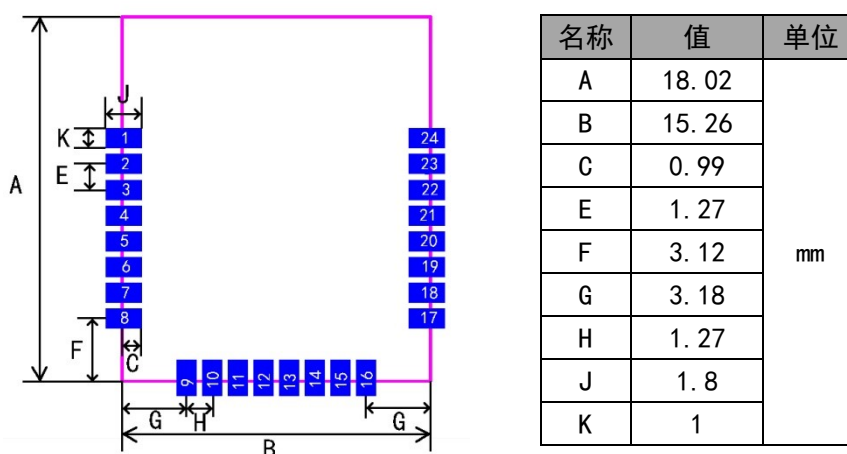 J
K
E
A
F
C
G
H
G
B
1
2
3
4
5
6
7
8
9
10
11
12
13
14
15
16
24
23
22
21
20
19
18
17
名称 值 单位
A 18.02
B 15.26
C 0.99
E 1.27
F 3.12 mm
G 3.18
H 1.27
J 1.8
K 1